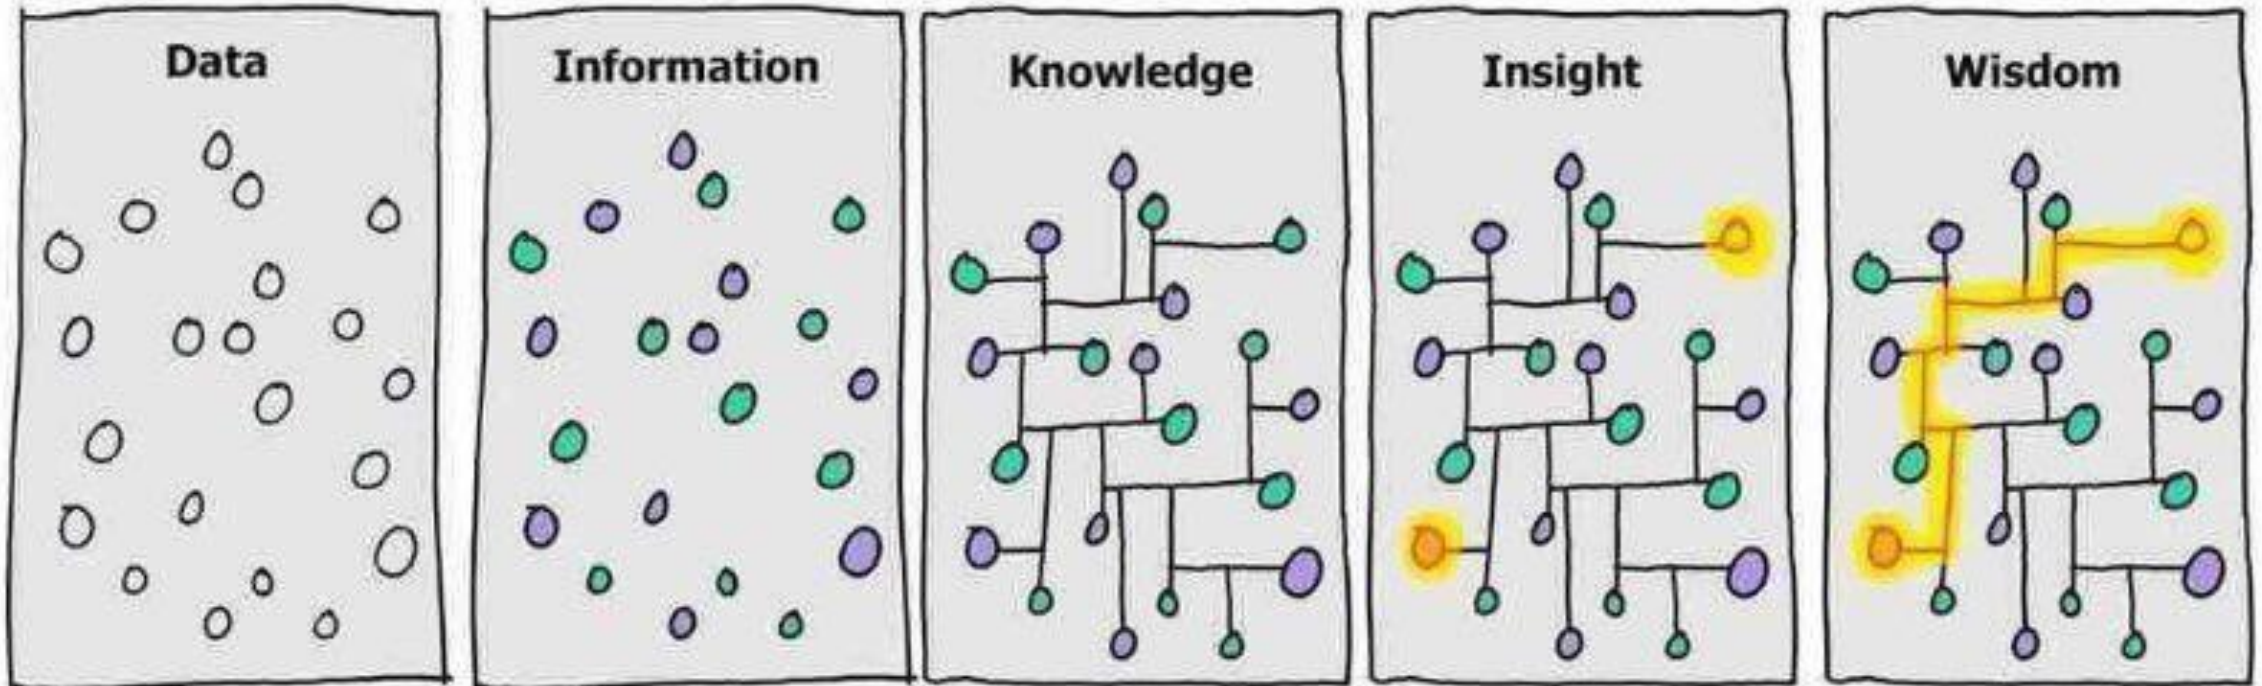 Data
Information
Knowledge
Insight
Wisdom